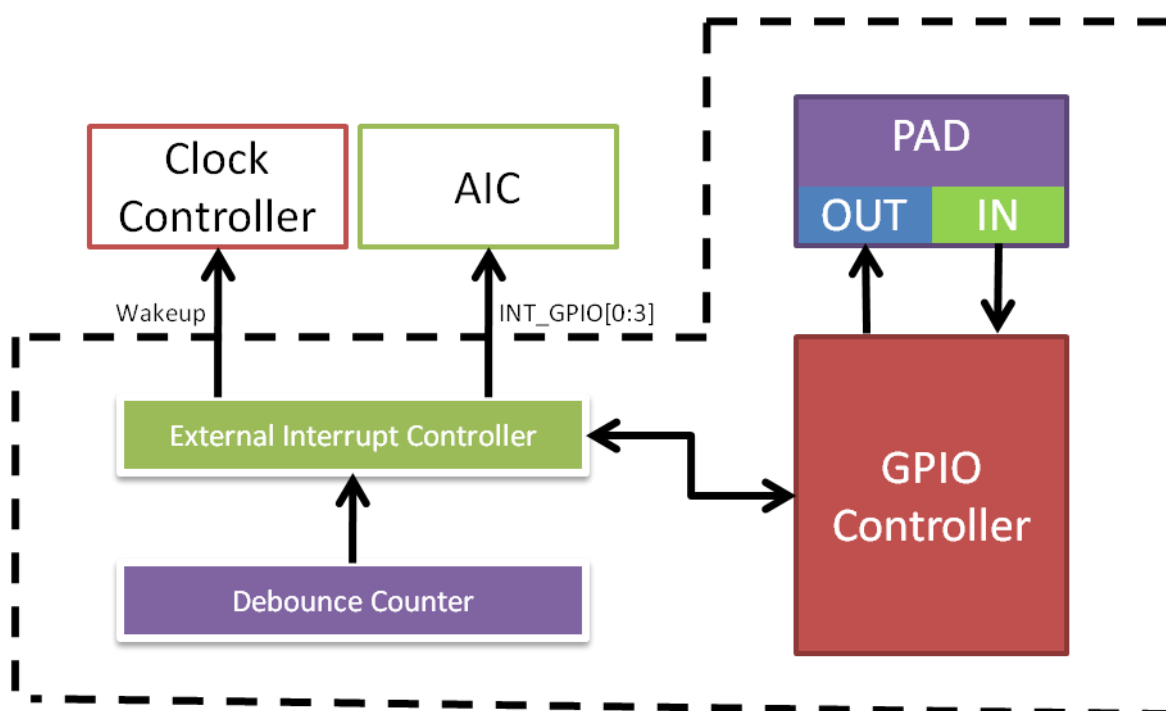 PAD
Clock
Controller
AIC
OUT
IN
Wakeup
INT_GPIO[0:3]
External Interrupt Controller
GPIO
Controller
Debounce Counter